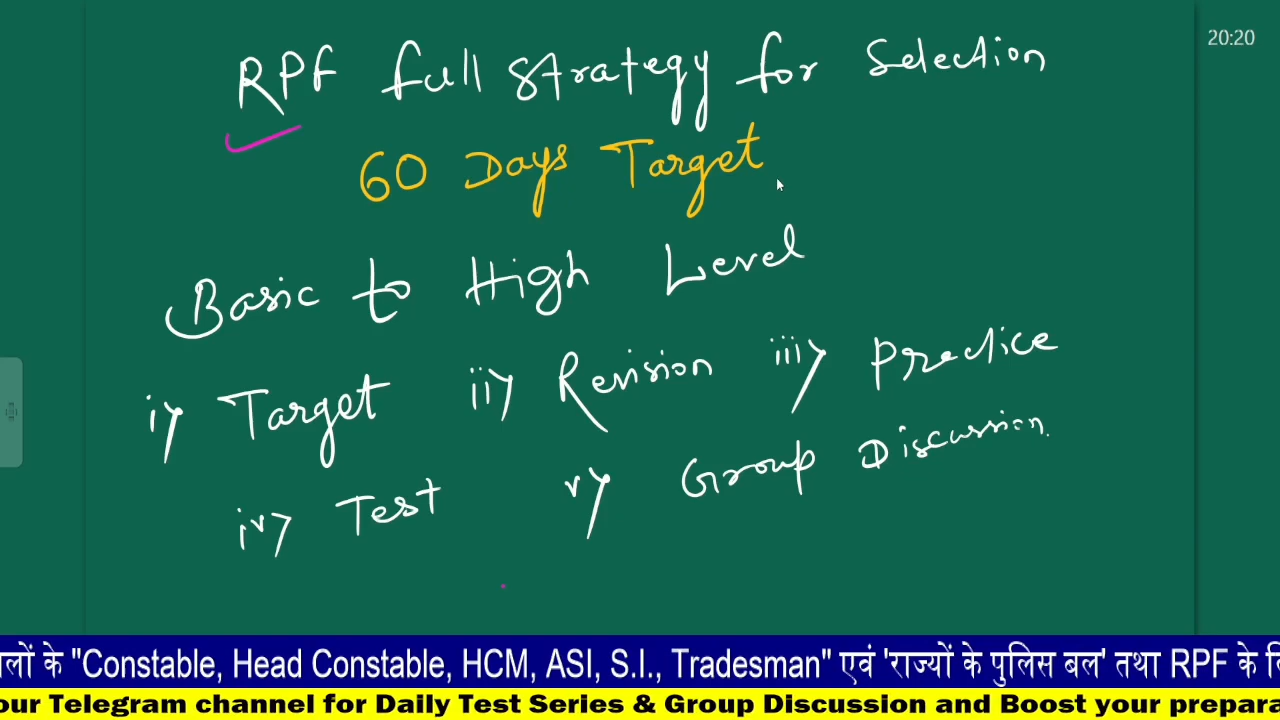 20:20
RPF full Strategy for Selection
60 Days Target
Basic to High Level
i) Target ii) Revision iii) Practice
iv) Test v) Group Discussion
लों के "Constable, Head Constable, HCM, ASI, S.I., Tradesman" एवं 'राज्यों के पुलिस बल' तथा RPF के
our Telegram channel for Daily Test Series & Group Discussion and Boost your prepara